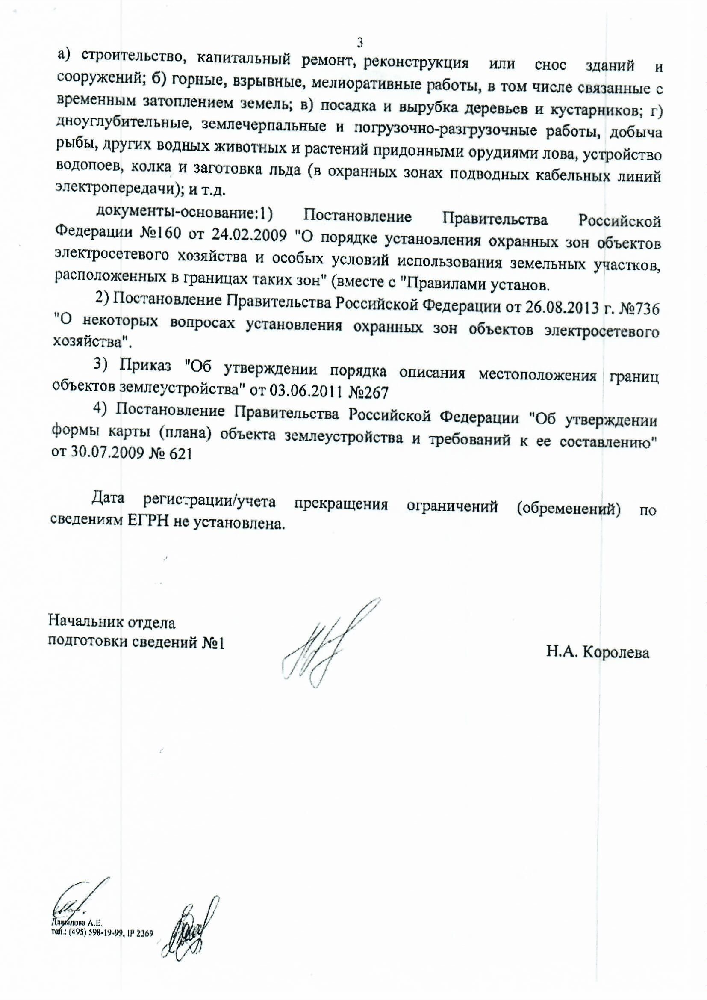 3
а) строительство, капитальный ремонт, реконструкция или снос зданий и
сооружений; б) горные, взрывные, мелиоративные работы, в том числе связанные с
временным затоплением земель; в) посадка и вырубка деревьев и кустарников; г)
дноуглубительные, землечерпальные и погрузочно-разгрузочные работы, добыча
рыбы, других водных животных и растений придонными орудиями лова, устройство
водопоев, колка и заготовка льда (в охранных зонах подводных кабельных линий
электропередачи); и т.д.
документы-основание:1) Постановление Правительства Российской
Федерации №160 от 24.02.2009 "О порядке установления охранных зон объектов
электросетевого хозяйства и особых условий использования земельных участков,
расположенных в границах таких зон" (вместе с "Правилами установ.
2) Постановление Правительства Российской Федерации от 26.08.2013 г. №736
"О некоторых вопросах установления охранных зон объектов электросетевого
хозяйства".
3) Приказ "Об утверждении порядка описания местоположения границ
объектов землеустройства" от 03.06.2011 №267
4) Постановление Правительства Российской Федерации "Об утверждении
формы карты (плана) объекта землеустройства и требований к ее составлению"
от 30.07.2009 № 621
Дата регистрации/учета прекращения ограничений (обременений) по
сведениям ЕГРН не установлена.
Начальник отдела
подготовки сведений №1
Н.А. Королева
Давыдова А.Е.
тел.: (495) 598-19-99, IP 2369